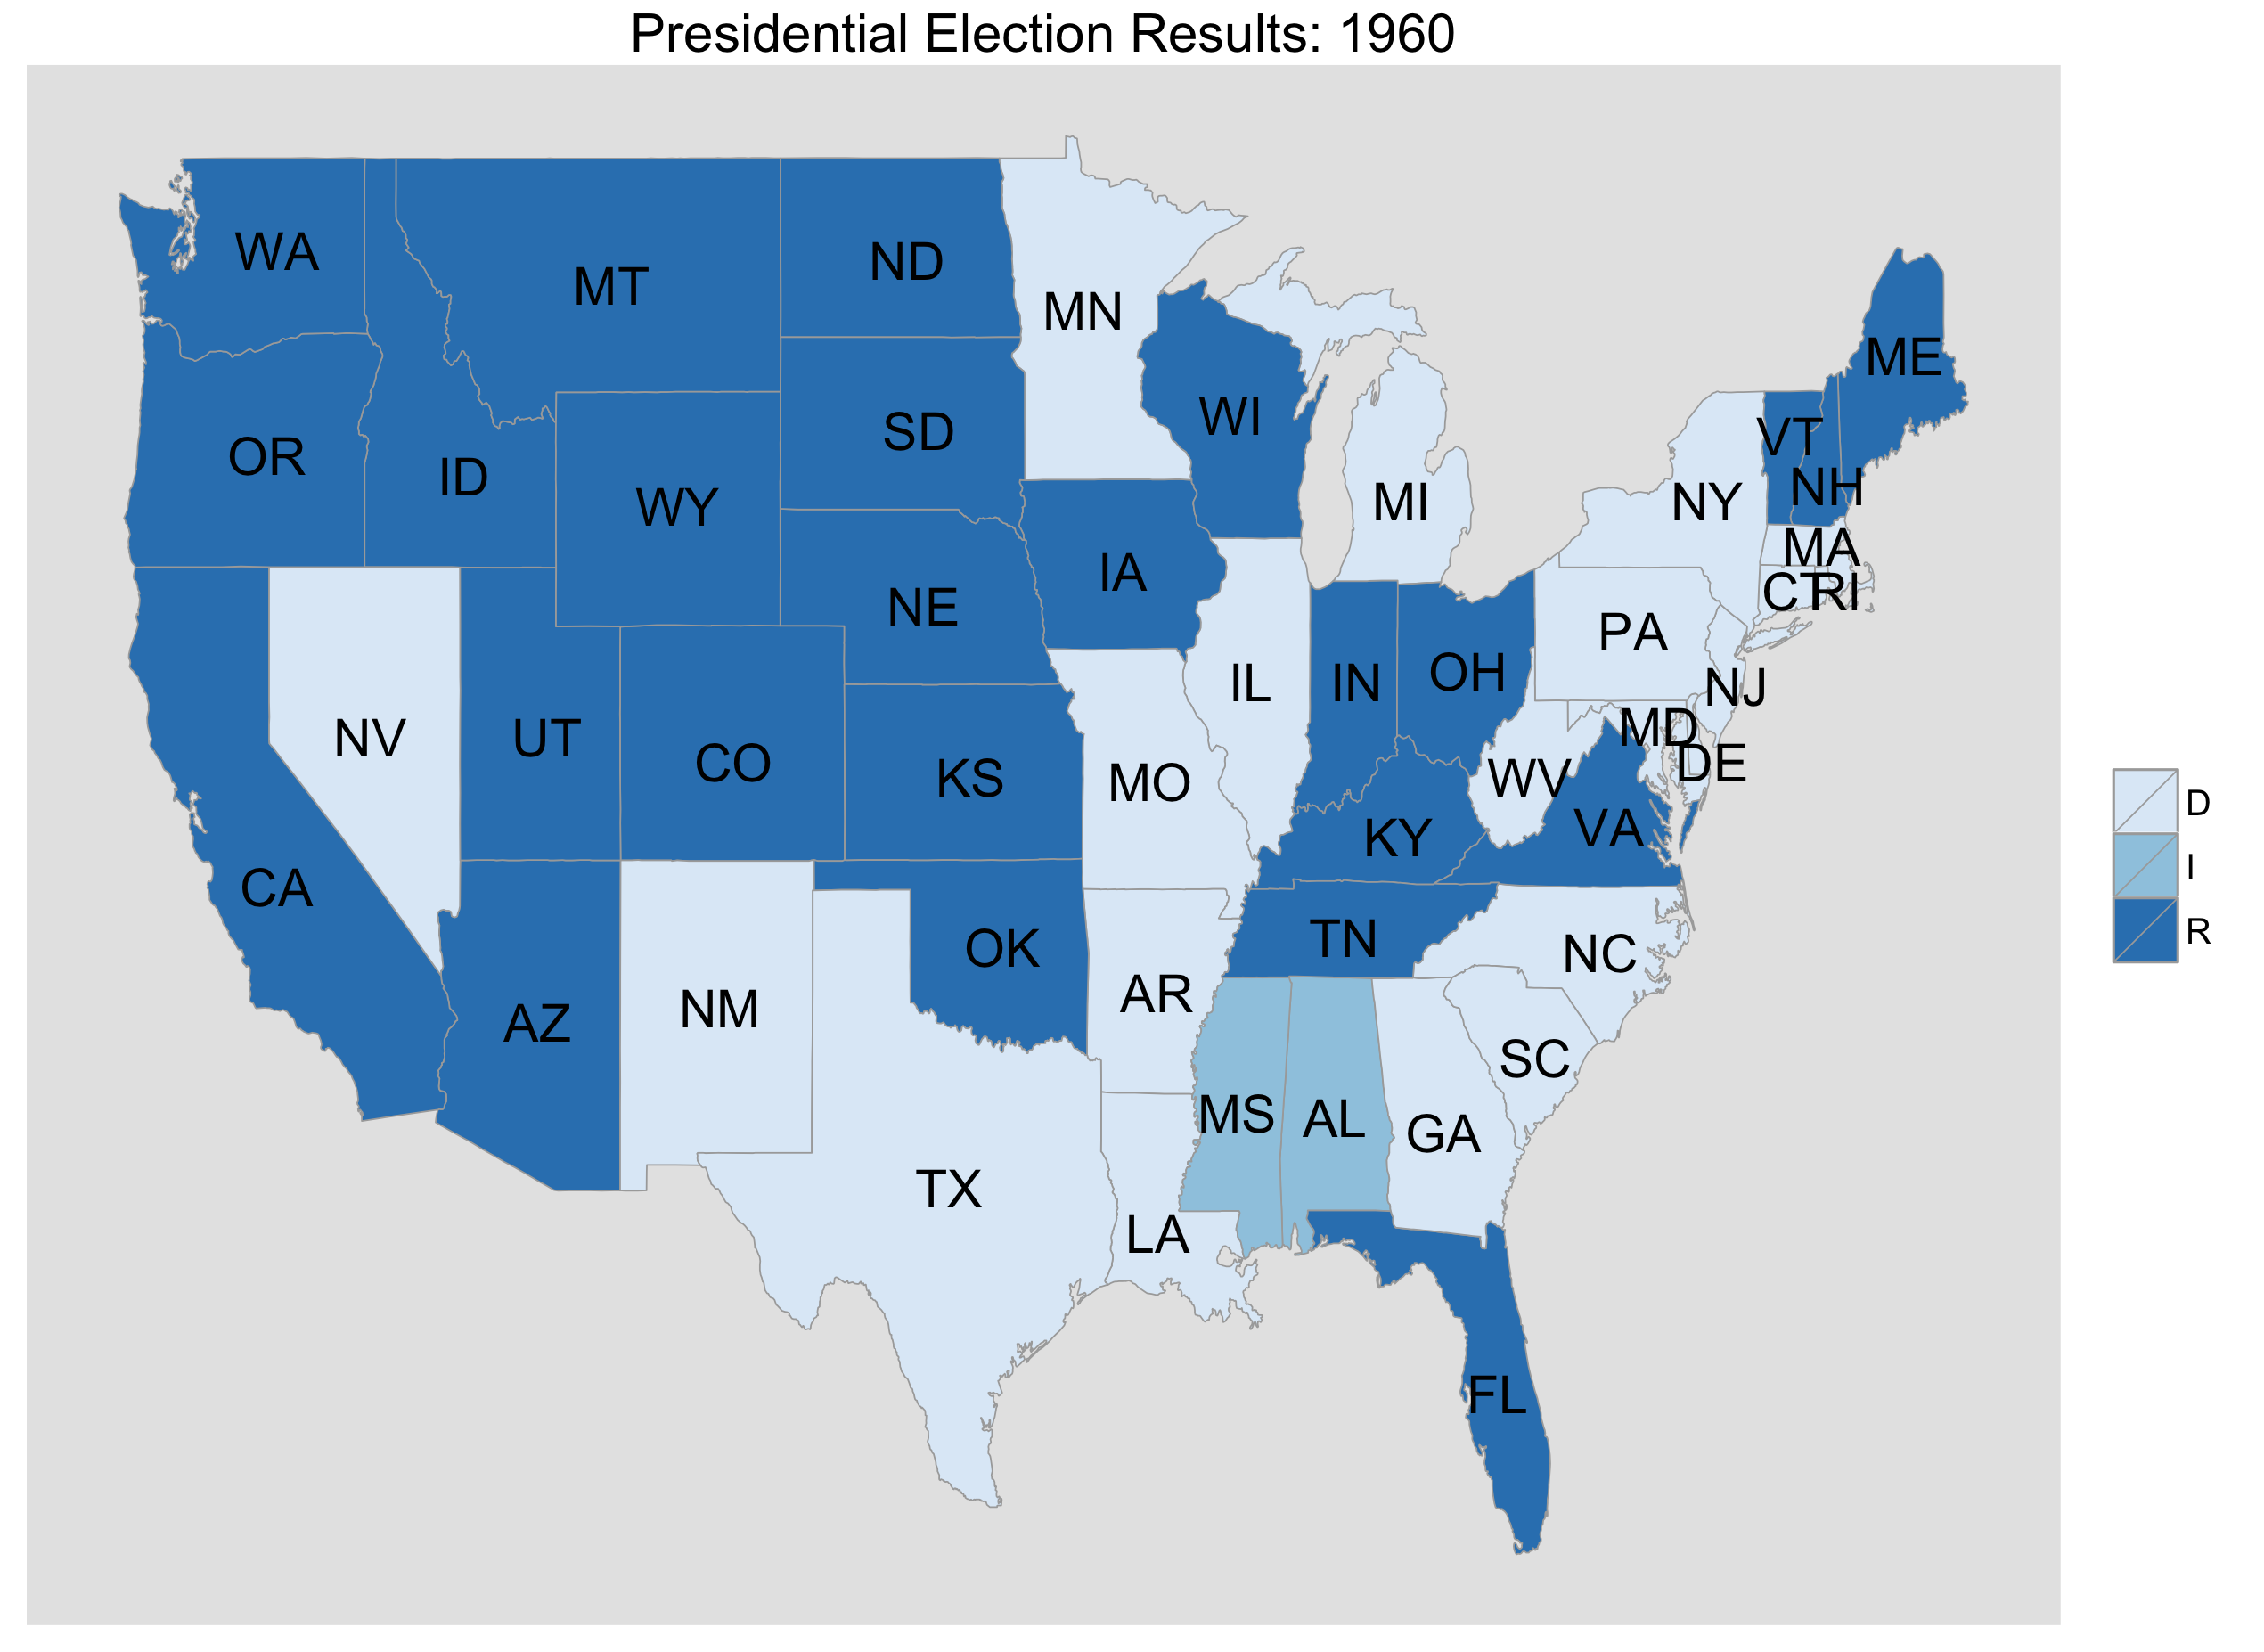 Presidential Election Results: 1960
WA
MT
ND
MN
ME
OR
ID
WY
SD
WI
MI
NY
VT
NH
MA
CT
RI
NE
IA
PA
NJ
NV
UT
CO
KS
MO
IL
IN
OH
MD
DE
WV
VA
KY
CA
AZ
NM
OK
AR
TN
NC
SC
MS
AL
GA
TX
LA
FL
D
I
R